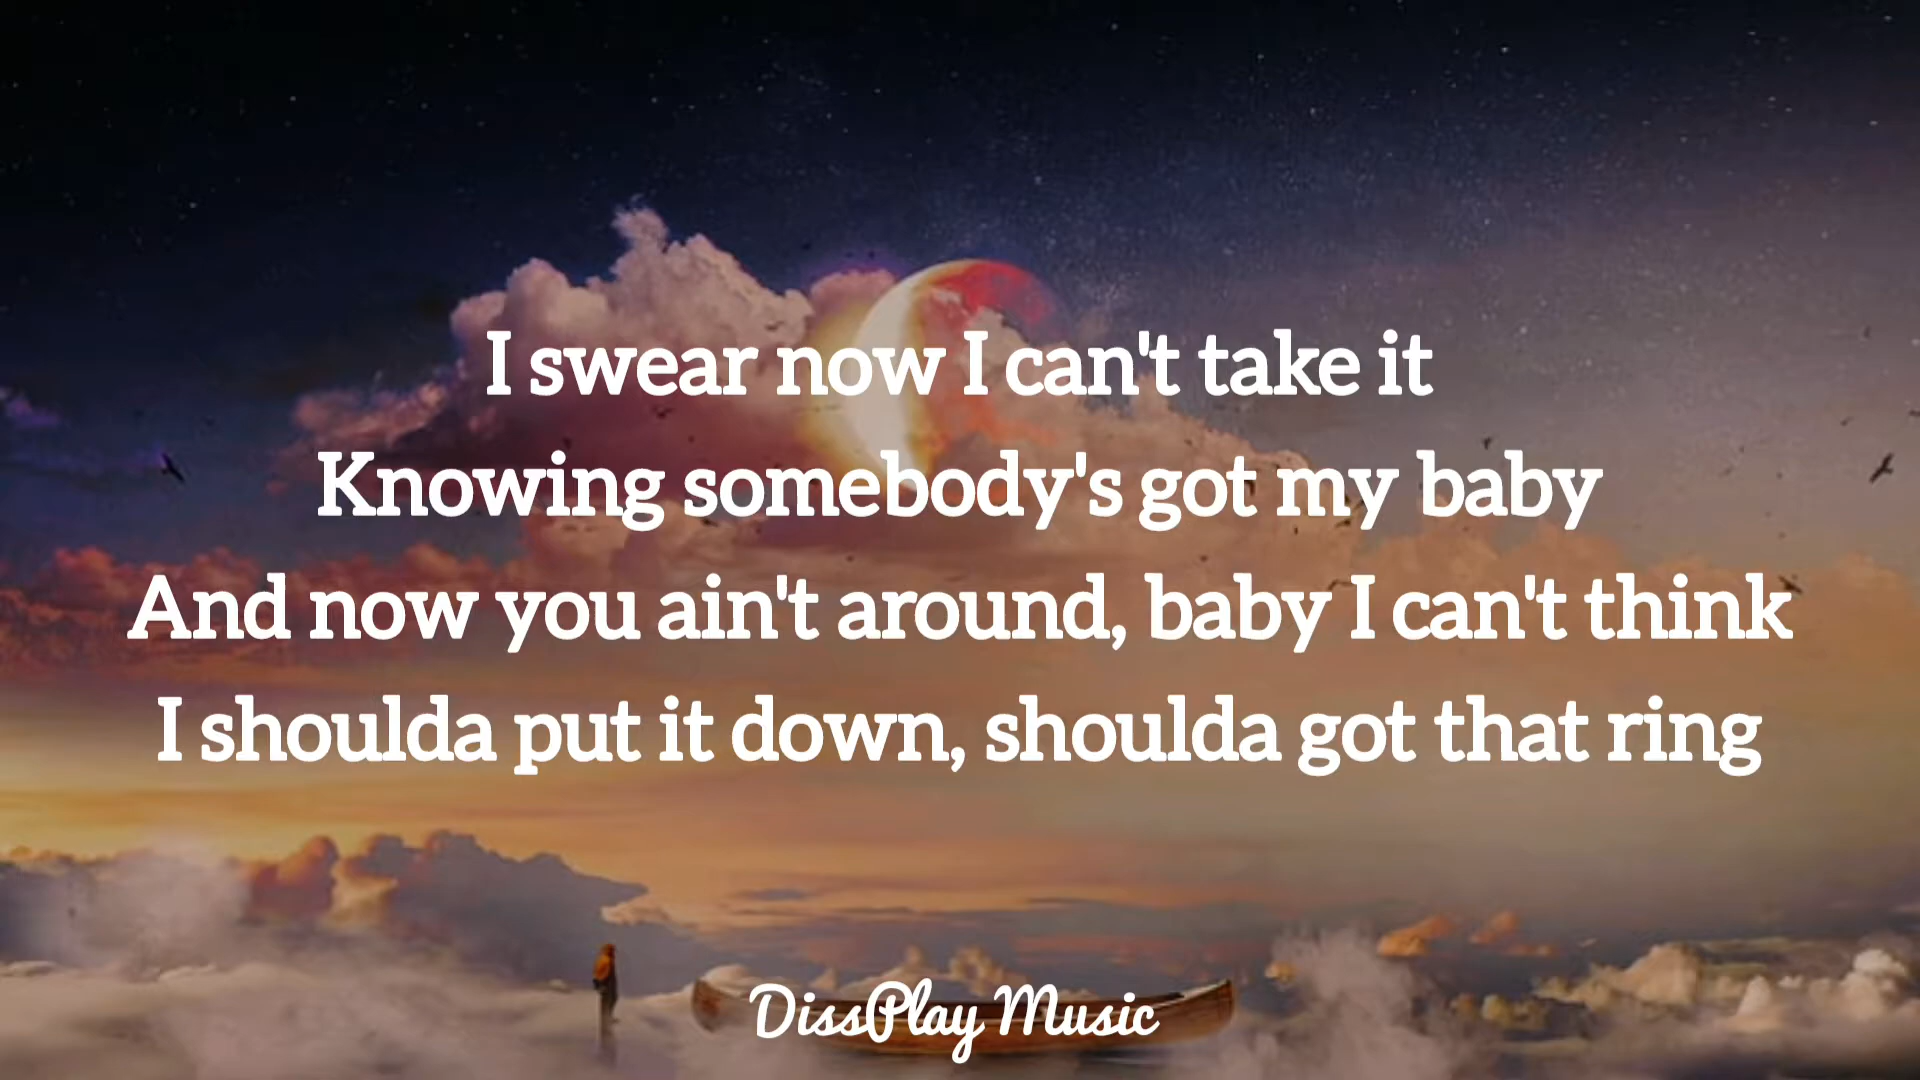 I swear now I can't take it
Knowing somebody's got my baby
And now you ain't around, baby I can't think
I shoulda put it down, shoulda got that ring
DissPlay Music